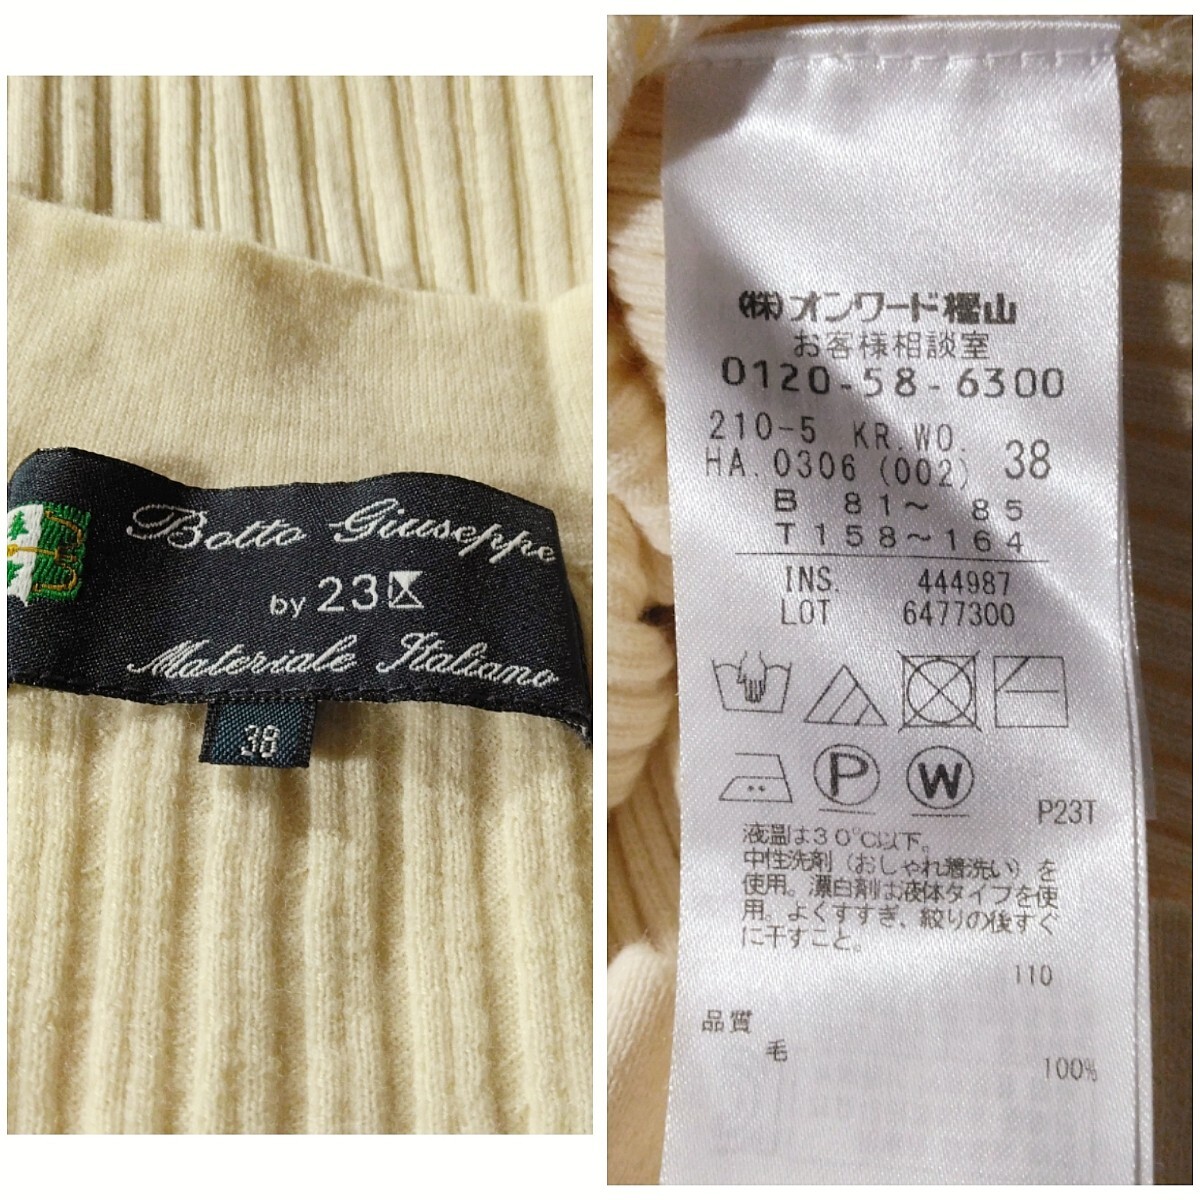 Botto Giuseppe
by 23
Materiale Italiano
38
(株)オンワード樫山
お客様相談室
0120-58-6300
210-5 KR.WO.
HA.0306(002) 38
B 81〜 85
T158〜164
INS. 444987
LOT 6477300
P W
P23T
液温は30℃以下。
中性洗剤(おしゃれ着洗い)を
使用。漂白剤は液体タイプを使
用。よくすすぎ、絞りの後すぐ
に干すこと。
110
品質
毛
100%